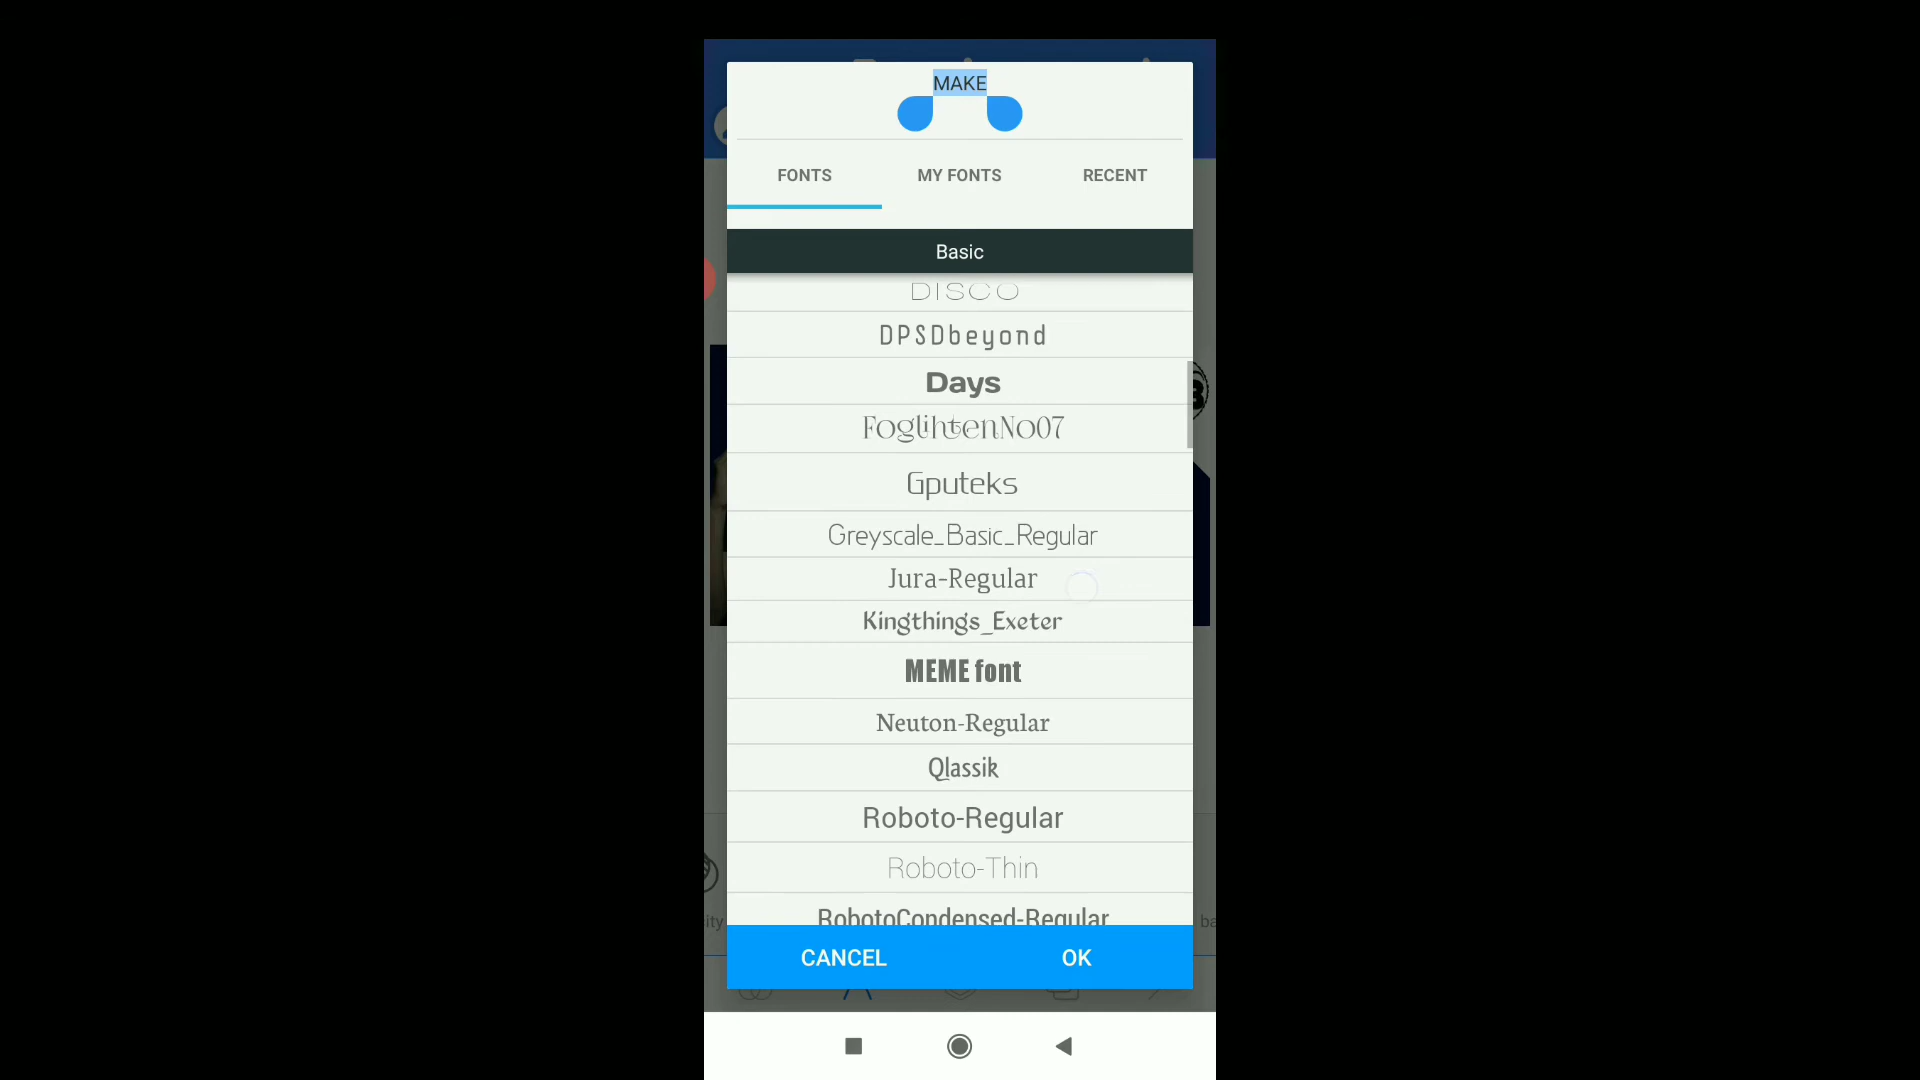 MAKE
FONTS MY FONTS RECENT
Basic
DISCO
DPSDbeyond
Days
FoglihtenNo07
Gputeks
Greyscale_Basic_Regular
Jura-Regular
Kingthings_Exeter
MEME font
Neuton-Regular
Qlassik
Roboto-Regular
Roboto-Thin
RobotoCondensed-Regular
CANCEL OK